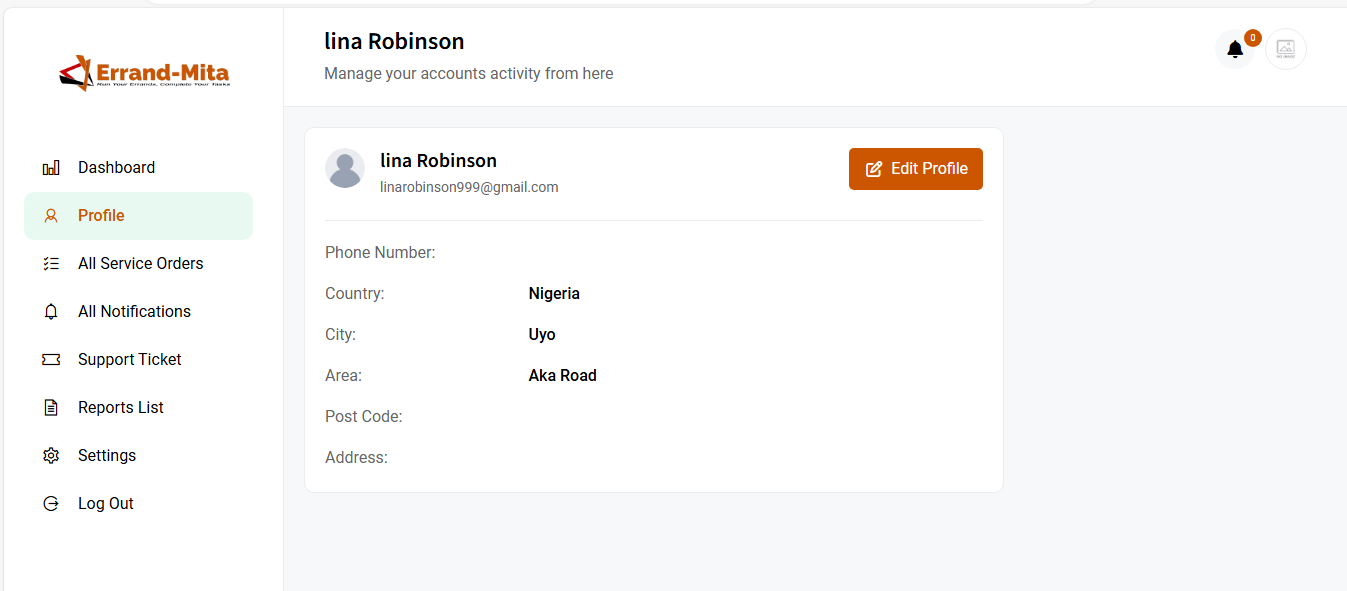 Errand-Mita
Run Your Errands, Complete Your Tasks
Dashboard
Profile
All Service Orders
All Notifications
Support Ticket
Reports List
Settings
Log Out
lina Robinson
Manage your accounts activity from here
0
NO IMAGE
lina Robinson
linarobinson999@gmail.com
Edit Profile
Phone Number:
Country: Nigeria
City: Uyo
Area: Aka Road
Post Code:
Address: